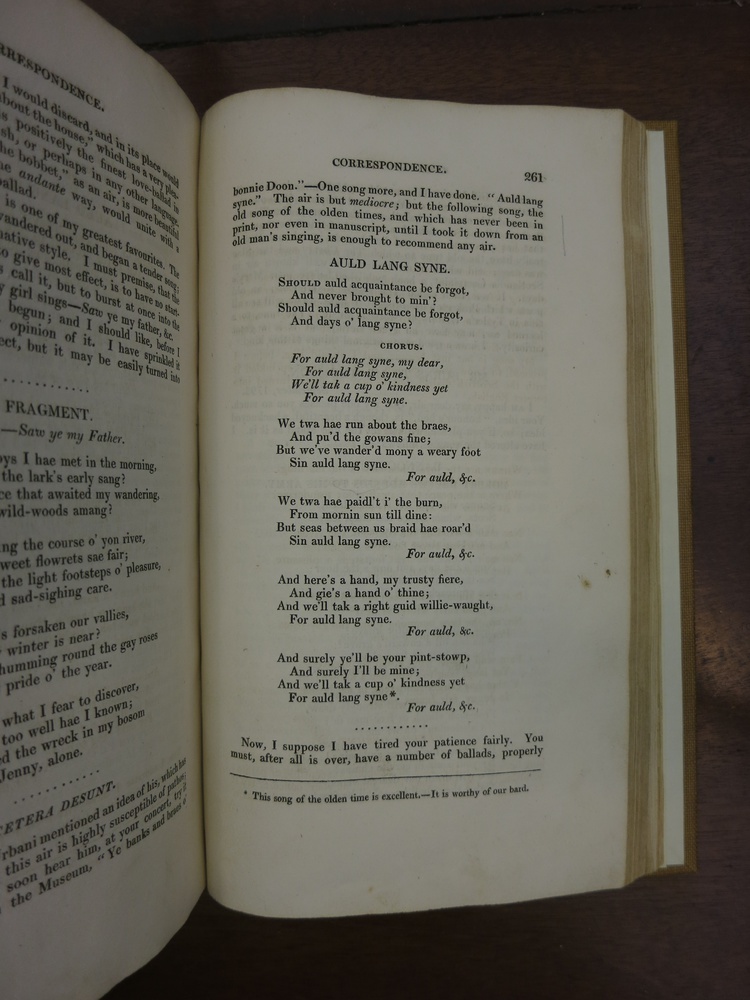 RRESPONDENCE.
I would discard, and in its place would
about the house," which has a very plea-
s positively the finest love-ballad in
sh, or perhaps in any other language.
he bobbet," as an air, is more beautiful
he andante way, would unite with a
ballad.
is one of my greatest favourites. The
wandered out, and began a tender song;
native style. I must premise, that the
o give most effect, is to have no start-
call it, but to burst at once into the
y girl sings—Saw ye my father, &c.
begun; and I should like, before I
opinion of it. I have sprinkled it
ect, but it may be easily turned into
FRAGMENT.
—Saw ye my Father.
ys I hae met in the morning,
the lark's early sang?
ce that awaited my wandering,
wild-woods amang?
ng the course o' yon river,
weet flowrets sae fair;
the light footsteps o' pleasure,
d sad-sighing care.
s forsaken our vallies,
winter is near?
humming round the gay roses
pride o' the year.
what I fear to discover,
too well hae I known;
d the wreck in my bosom
Jenny, alone.
ETERA DESUNT.
rbani mentioned an idea of his, which has
this air is highly susceptible of pathos;
soon hear him, at your concert, try it
the Museum, "Ye banks and braes o'
CORRESPONDENCE. 261
bonnie Doon."—One song more, and I have done. "Auld lang
syne." The air is but mediocre; but the following song, the
old song of the olden times, and which has never been in
print, nor even in manuscript, until I took it down from an
old man's singing, is enough to recommend any air.
AULD LANG SYNE.
SHOULD auld acquaintance be forgot,
And never brought to min'?
Should auld acquaintance be forgot,
And days o' lang syne?
CHORUS.
For auld lang syne, my dear,
For auld lang syne,
We'll tak a cup o' kindness yet
For auld lang syne.
We twa hae run about the braes,
And pu'd the gowans fine;
But we've wander'd mony a weary foot
Sin auld lang syne.
For auld, &c.
We twa hae paidl't i' the burn,
From mornin sun till dine:
But seas between us braid hae roar'd
Sin auld lang syne.
For auld, &c.
And here's a hand, my trusty fiere,
And gie's a hand o' thine;
And we'll tak a right guid willie-waught,
For auld lang syne.
For auld, &c.
And surely ye'll be your pint-stowp,
And surely I'll be mine;
And we'll tak a cup o' kindness yet
For auld lang syne*.
For auld, &c.
Now, I suppose I have tired your patience fairly. You
must, after all is over, have a number of ballads, properly
* This song of the olden time is excellent.—It is worthy of our bard.